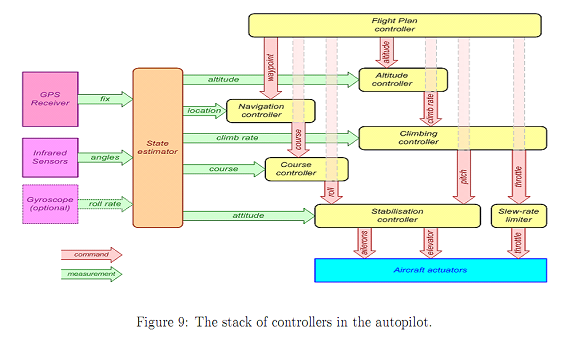 Flight Plan
controller
waypoint
altitude
GPS
Receiver
fix
State
estimator
altitude
Altitude
controller
location
Navigation
controller
climb rate
course
climb rate
Climbing
controller
Infrared
Sensors
angles
course
Course
controller
roll
pitch
throttle
Gyroscope
(optional)
roll rate
attitude
Stabilisation
controller
Slew-rate
limiter
ailerons
elevator
throttle
command
measurement
Aircraft actuators
Figure 9: The stack of controllers in the autopilot.